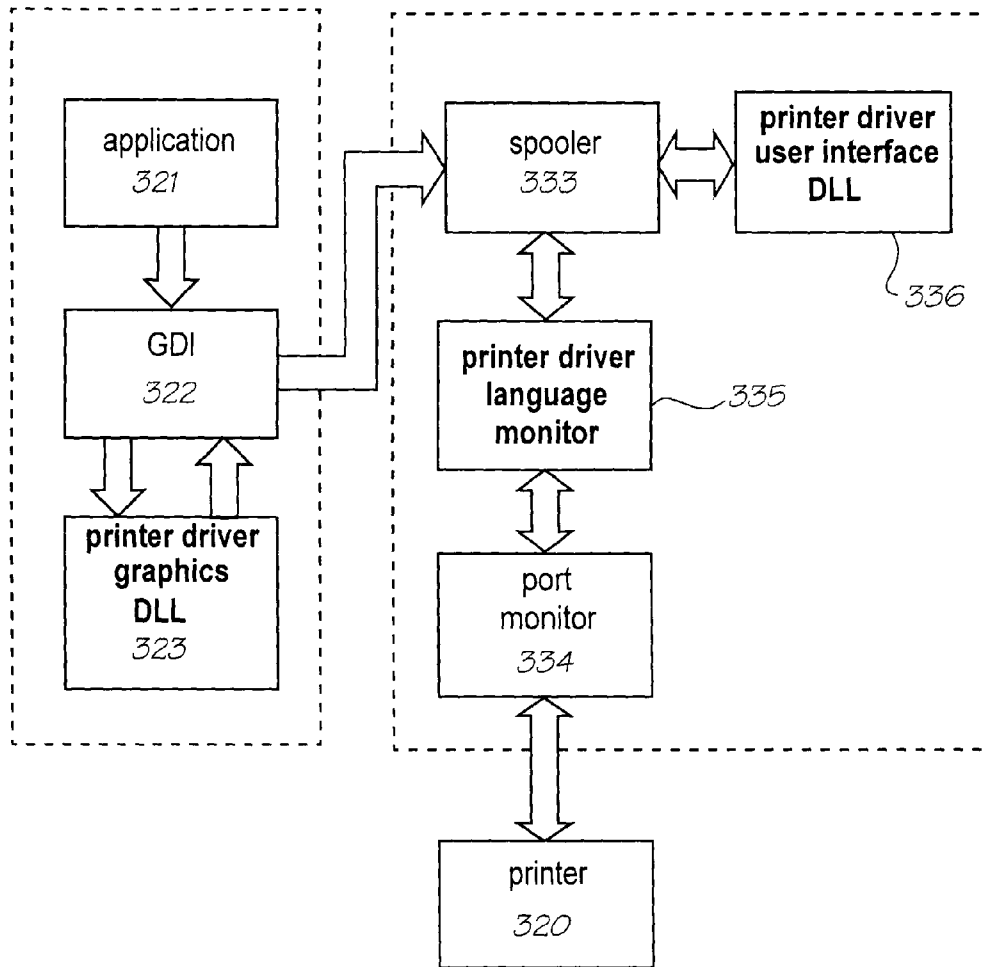 application
321
GDI
322
printer driver
graphics
DLL
323
spooler
333
printer driver
user interface
DLL
336
printer driver
language
monitor
335
port
monitor
334
printer
320